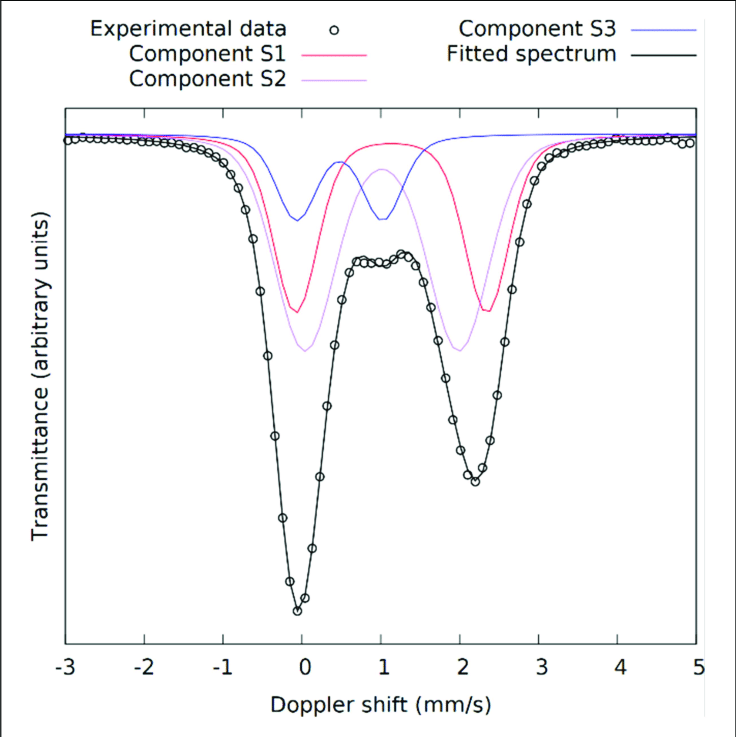 Experimental data
Component S1
Component S2
Component S3
Fitted spectrum
Transmittance (arbitrary units)
-3 -2 -1 0 1 2 3 4 5
Doppler shift (mm/s)